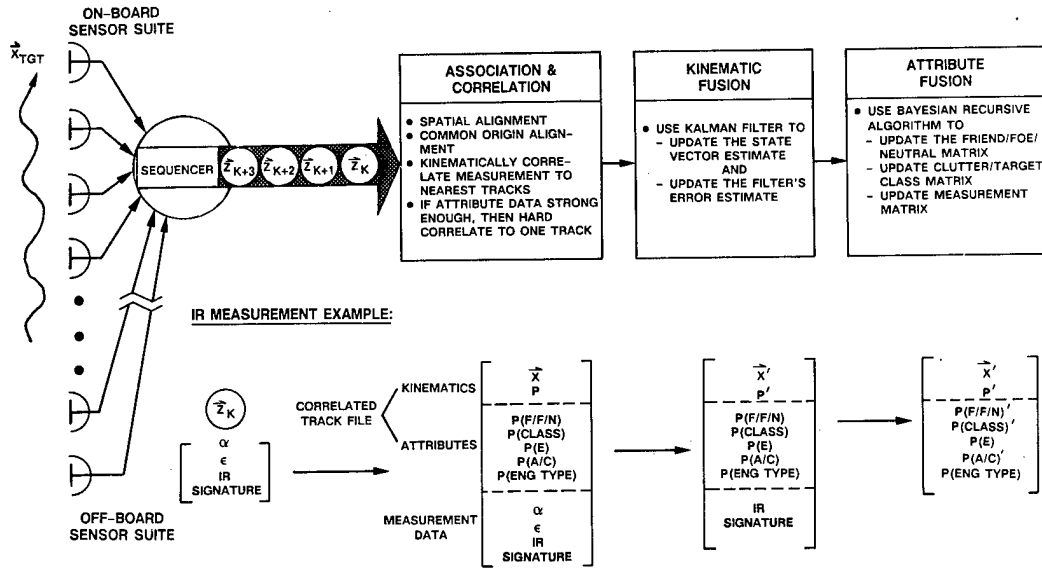 ON-BOARD
SENSOR SUITE
X TGT
SEQUENCER
Z K+3
Z K+2
Z K+1
Z K
ASSOCIATION &
CORRELATION
• SPATIAL ALIGNMENT
• COMMON ORIGIN ALIGN-
MENT
• KINEMATICALLY CORRE-
LATE MEASUREMENT TO
NEAREST TRACKS
• IF ATTRIBUTE DATA STRONG
ENOUGH, THEN HARD
CORRELATE TO ONE TRACK
KINEMATIC
FUSION
• USE KALMAN FILTER TO
– UPDATE THE STATE
VECTOR ESTIMATE
AND
– UPDATE THE FILTER'S
ERROR ESTIMATE
ATTRIBUTE
FUSION
• USE BAYESIAN RECURSIVE
ALGORITHM TO
– UPDATE THE FRIEND/FOE/
NEUTRAL MATRIX
– UPDATE CLUTTER/TARGET
CLASS MATRIX
– UPDATE MEASUREMENT
MATRIX
OFF-BOARD
SENSOR SUITE
IR MEASUREMENT EXAMPLE:
Z K
α
ϵ
IR
SIGNATURE
CORRELATED
TRACK FILE
KINEMATICS
ATTRIBUTES
MEASUREMENT
DATA
X
P
P(F/F/N)
P(CLASS)
P(E)
P(A/C)
P(ENG TYPE)
α
ϵ
IR
SIGNATURE
X′
P′
P(F/F/N)
P(CLASS)
P(E)
P(A/C)
P(ENG TYPE)
IR
SIGNATURE
X′
P′
P(F/F/N)′
P(CLASS)′
P(E)
P(A/C)′
P(ENG TYPE)